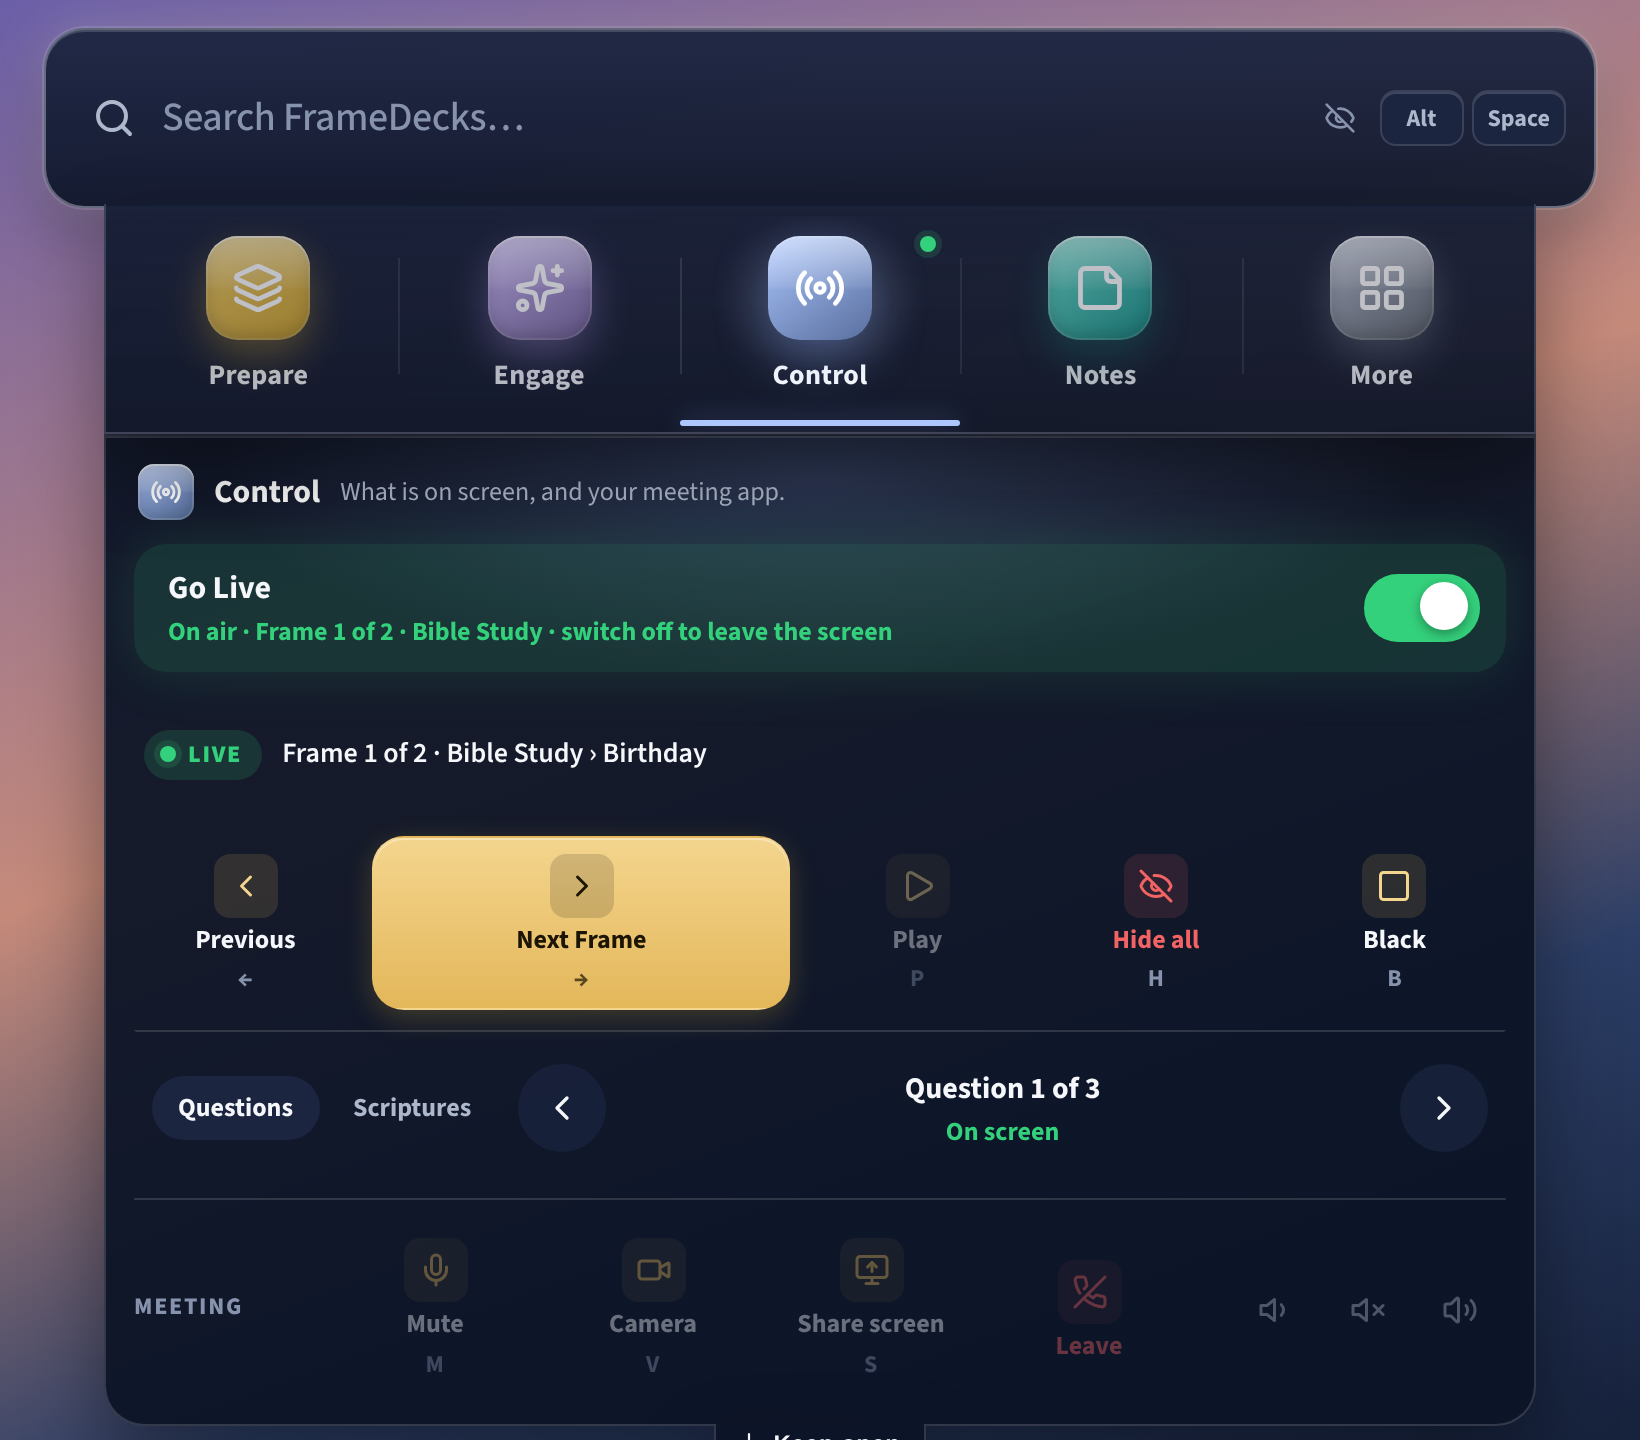 Search FrameDecks...
Alt
Space
Prepare
Engage
Control
Notes
More
Control
What is on screen, and your meeting app.
Go Live
On air · Frame 1 of 2 · Bible Study · switch off to leave the screen
LIVE
Frame 1 of 2 · Bible Study › Birthday
Previous
←
Next Frame
→
Play
P
Hide all
H
Black
B
Questions
Scriptures
Question 1 of 3
On screen
MEETING
Mute
M
Camera
V
Share screen
S
Leave